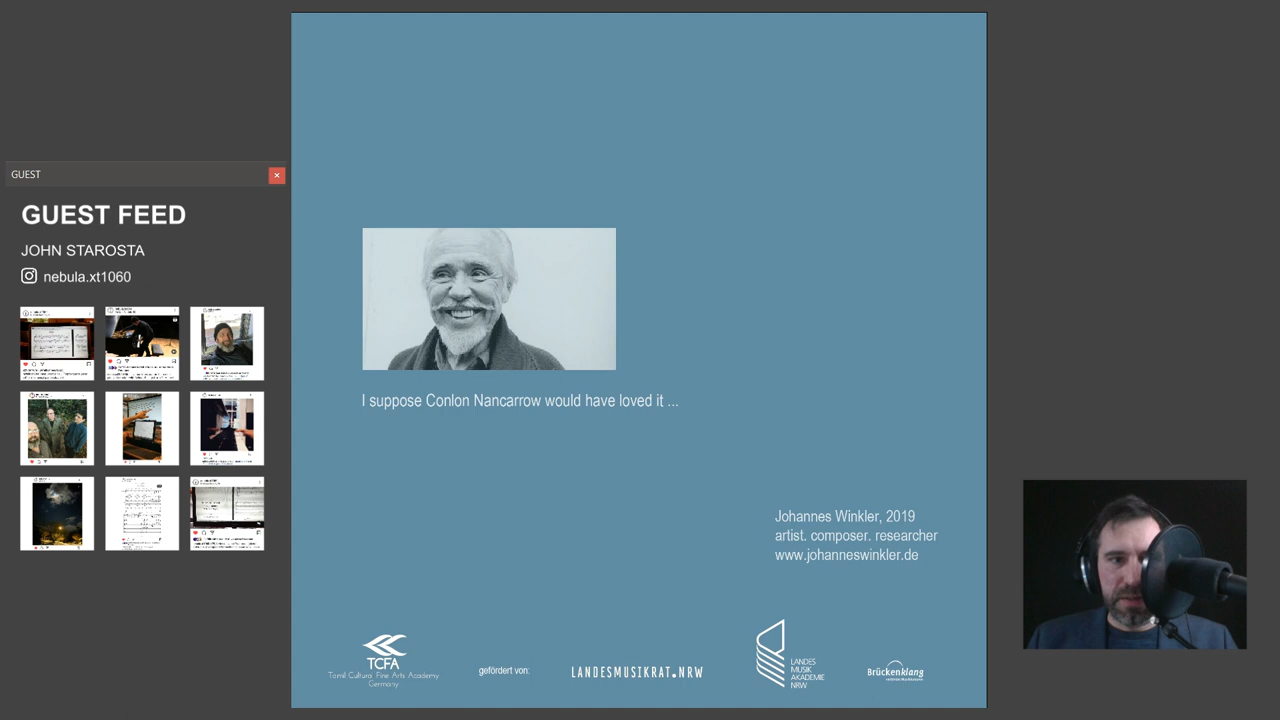 GUEST
GUEST FEED
JOHN STAROSTA
nebula.xt1060
I suppose Conlon Nancarrow would have loved it ...
Johannes Winkler, 2019
artist. composer. researcher
www.johanneswinkler.de
TCFA
Tamil Cultural Fine Arts Academy
Germany
gefördert von:
LANDESMUSIKRAT.NRW
LANDES
MUSIK
AKADEMIE
NRW
Brückenklang